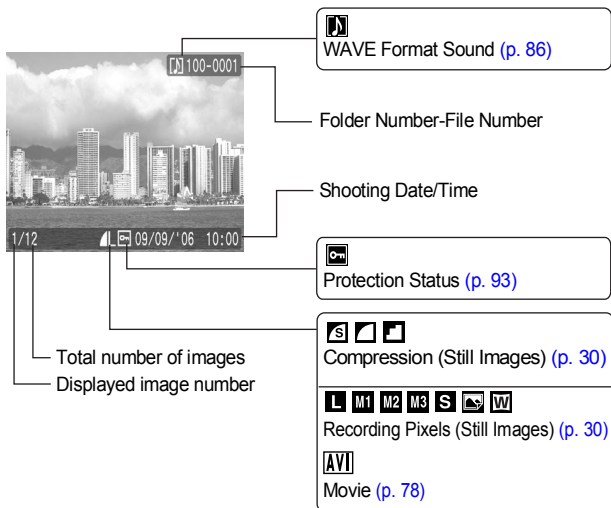 WAVE Format Sound (p. 86)
100-0001
Folder Number-File Number
Shooting Date/Time
1/12
L
09/09/'06 10:00
Protection Status (p. 93)
S
Compression (Still Images) (p. 30)
Total number of images
Displayed image number
L M1 M2 M3 S W
Recording Pixels (Still Images) (p. 30)
AVI
Movie (p. 78)